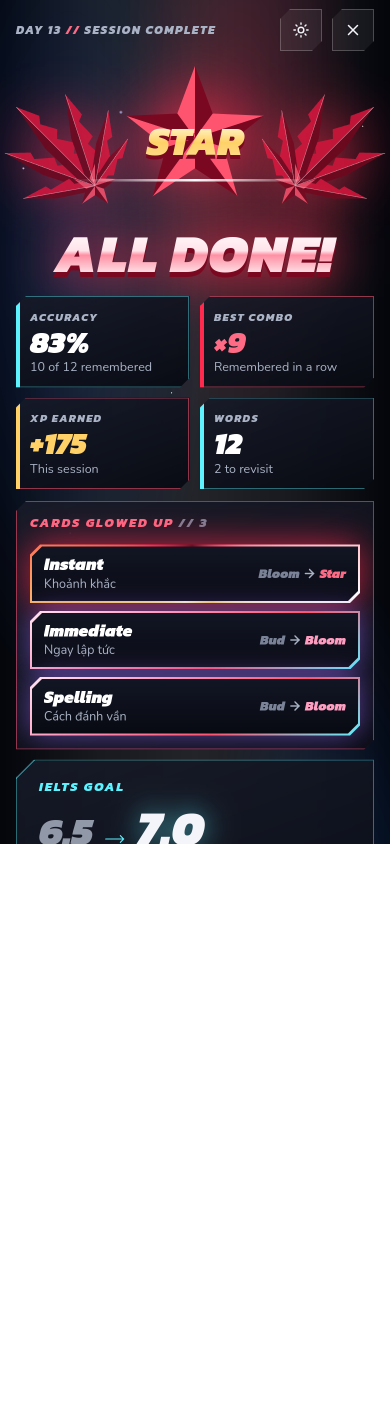 DAY 13 // SESSION COMPLETE
STAR
ALL DONE!
ACCURACY
83%
10 of 12 remembered
BEST COMBO
×9
Remembered in a row
XP EARNED
+175
This session
WORDS
12
2 to revisit
CARDS GLOWED UP // 3
Instant
Khoảnh khắc
Bloom → Star
Immediate
Ngay lập tức
Bud → Bloom
Spelling
Cách đánh vần
Bud → Bloom
IELTS GOAL
6.5 → 7.0